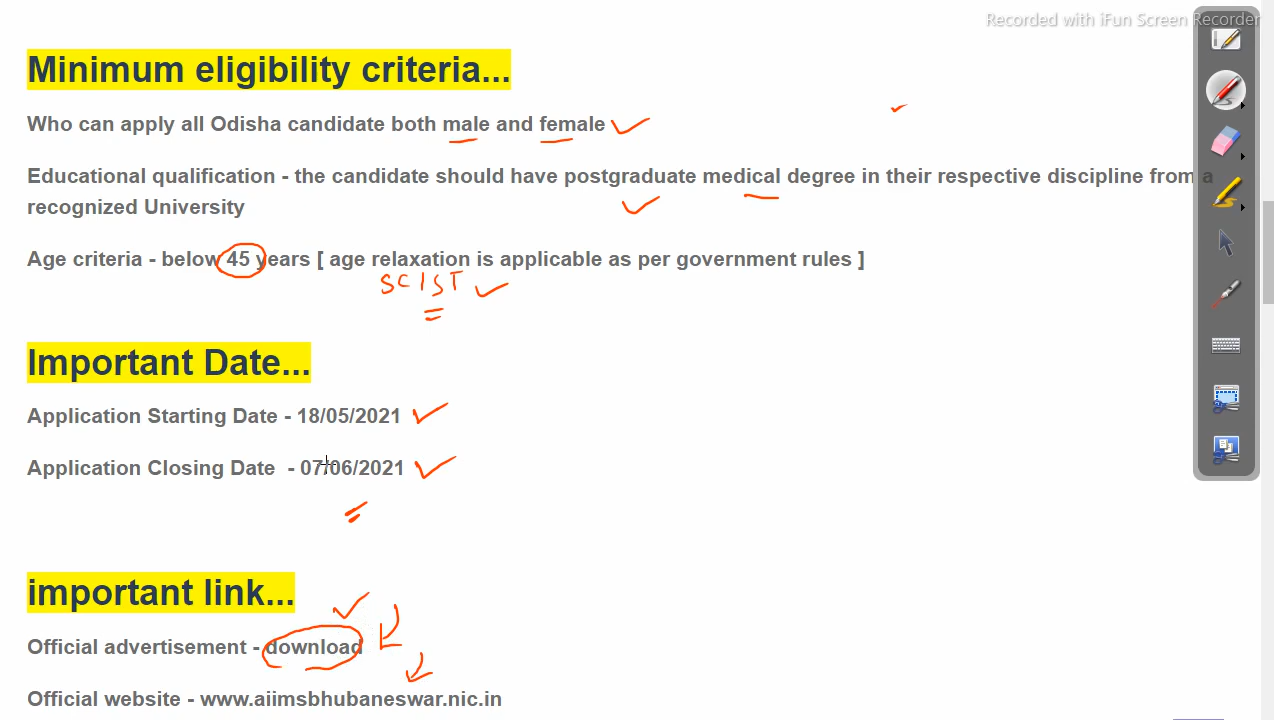 Recorded with iFun Screen Recorder
Minimum eligibility criteria...
Who can apply all Odisha candidate both male and female
Educational qualification - the candidate should have postgraduate medical degree in their respective discipline from a
recognized University
Age criteria - below 45 years [ age relaxation is applicable as per government rules ]
SC/ST
Important Date...
Application Starting Date - 18/05/2021
Application Closing Date - 07/06/2021
important link...
Official advertisement - download
Official website - www.aiimsbhubaneswar.nic.in